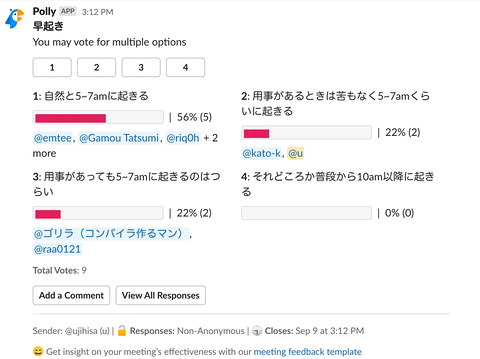 Polly APP 3:12 PM
早起き
You may vote for multiple options
1 2 3 4
1: 自然と5~7amに起きる
56% (5)
@emtee, @Gamou Tatsumi, @riq0h + 2
more
2: 用事があるときは苦もなく5~7amくら
いに起きる
22% (2)
@kato-k, @u
3: 用事があっても5~7amに起きるのはつ
らい
22% (2)
@ゴリラ（コンパイラ作るマン）,
@raa0121
4: それどころか普段から10am以降に起き
る
0% (0)
Total Votes: 9
Add a Comment View All Responses
Sender: @ujihisa (u) | Responses: Non-Anonymous | Closes: Sep 9 at 3:12 PM
Get insight on your meeting's effectiveness with our meeting feedback template